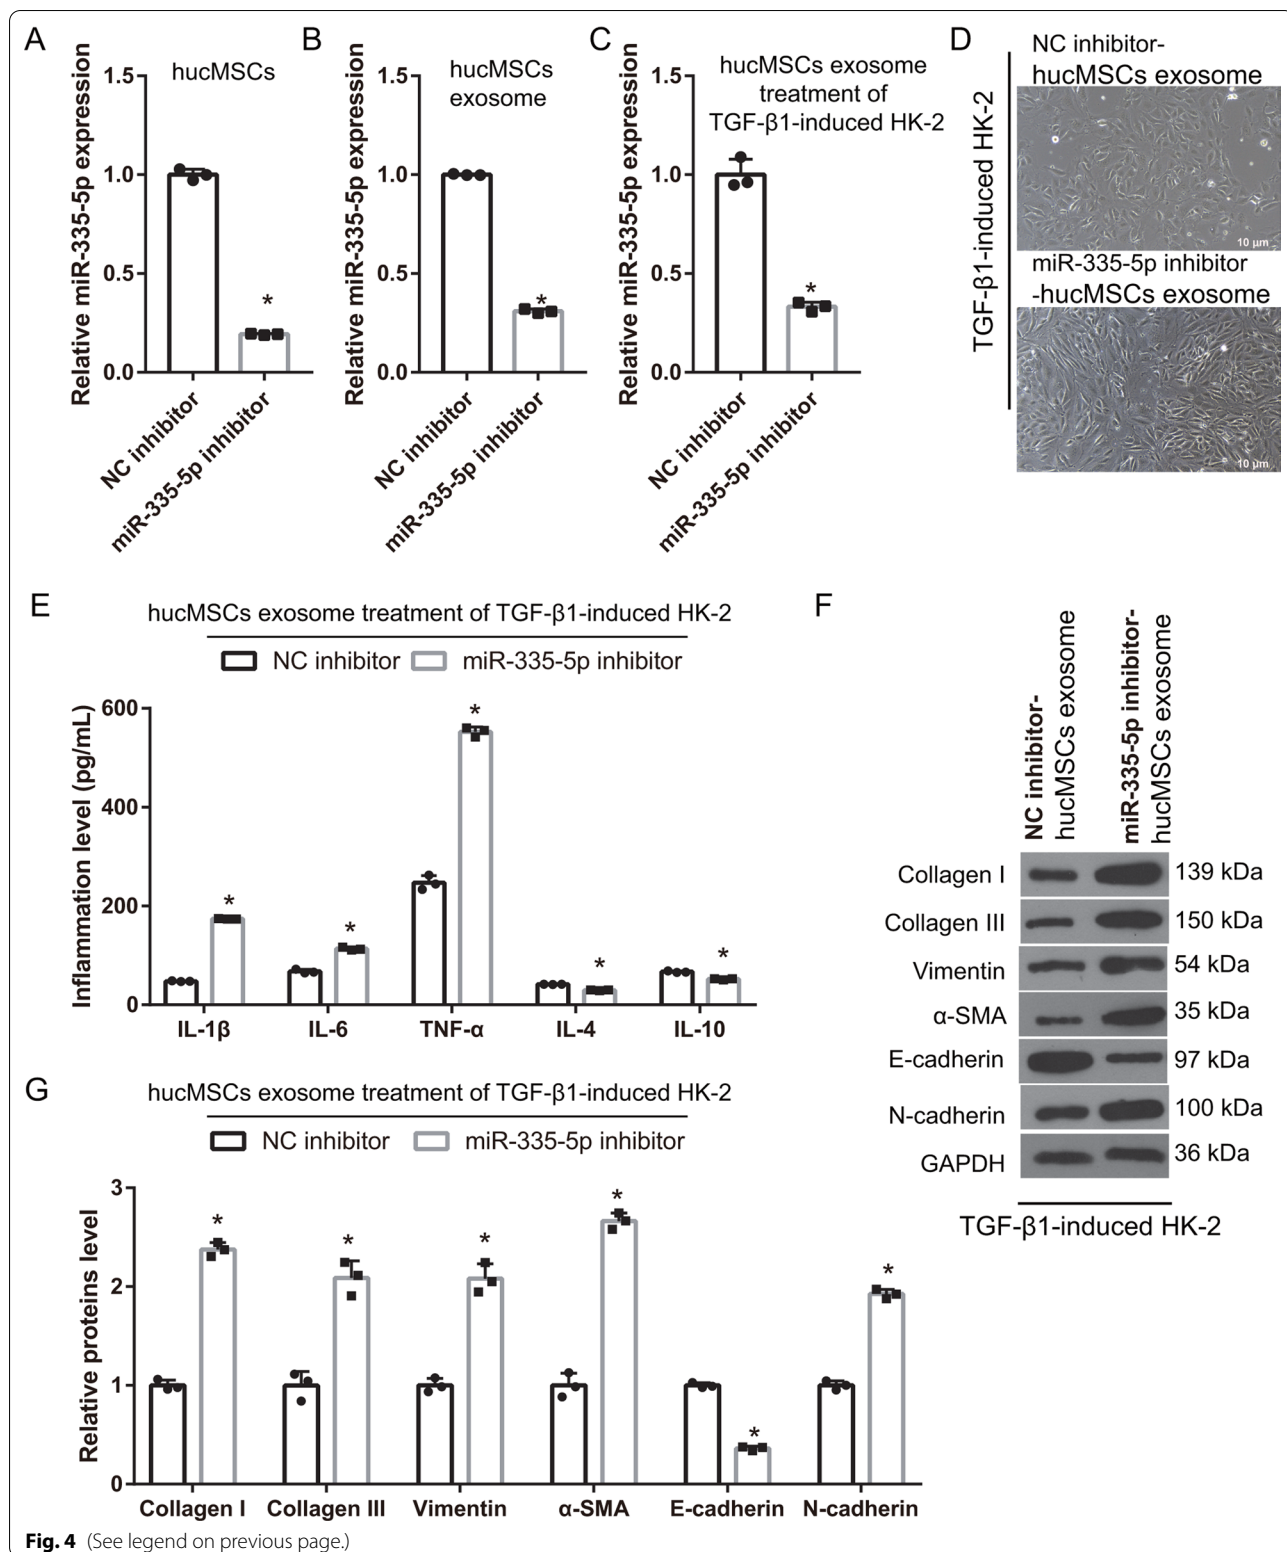 A
Relative miR-335-5p expression
hucMSCs
1.5
1.0
0.5
0.0
*
NC inhibitor
miR-335-5p inhibitor
B
Relative miR-335-5p expression
hucMSCs
exosome
1.5
1.0
0.5
0.0
*
NC inhibitor
miR-335-5p inhibitor
C
Relative miR-335-5p expression
hucMSCs exosome
treatment of
TGF-β1-induced HK-2
1.5
1.0
0.5
0.0
*
NC inhibitor
miR-335-5p inhibitor
D
TGF-β1-induced HK-2
NC inhibitor-
hucMSCs exosome
10 µm
miR-335-5p inhibitor
-hucMSCs exosome
10 µm
E
hucMSCs exosome treatment of TGF-β1-induced HK-2
NC inhibitor miR-335-5p inhibitor
Inflammation level (pg/mL)
600
400
200
0
* * * * *
IL-1β IL-6 TNF-α IL-4 IL-10
F
NC inhibitor-
hucMSCs exosome
miR-335-5p inhibitor-
hucMSCs exosome
Collagen I 139 kDa
Collagen III 150 kDa
Vimentin 54 kDa
α-SMA 35 kDa
E-cadherin 97 kDa
N-cadherin 100 kDa
GAPDH 36 kDa
TGF-β1-induced HK-2
G
hucMSCs exosome treatment of TGF-β1-induced HK-2
NC inhibitor miR-335-5p inhibitor
Relative proteins level
3
2
1
0
* * * * * *
Collagen I Collagen III Vimentin α-SMA E-cadherin N-cadherin
Fig. 4 (See legend on previous page.)